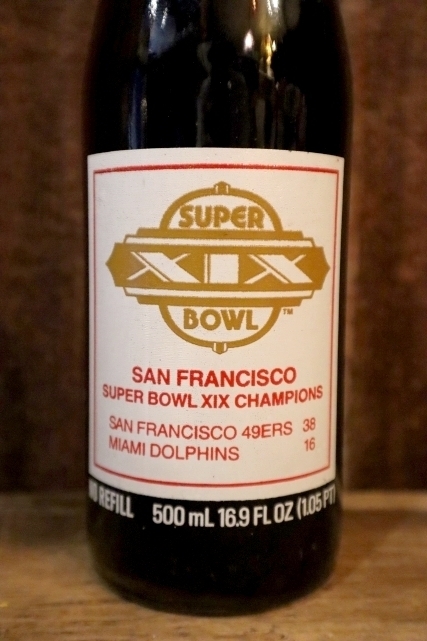 SUPER
XIX
BOWL ™
SAN FRANCISCO
SUPER BOWL XIX CHAMPIONS
SAN FRANCISCO 49ERS 38
MIAMI DOLPHINS 16
REFILL 500 mL 16.9 FL OZ (1.05 PT)